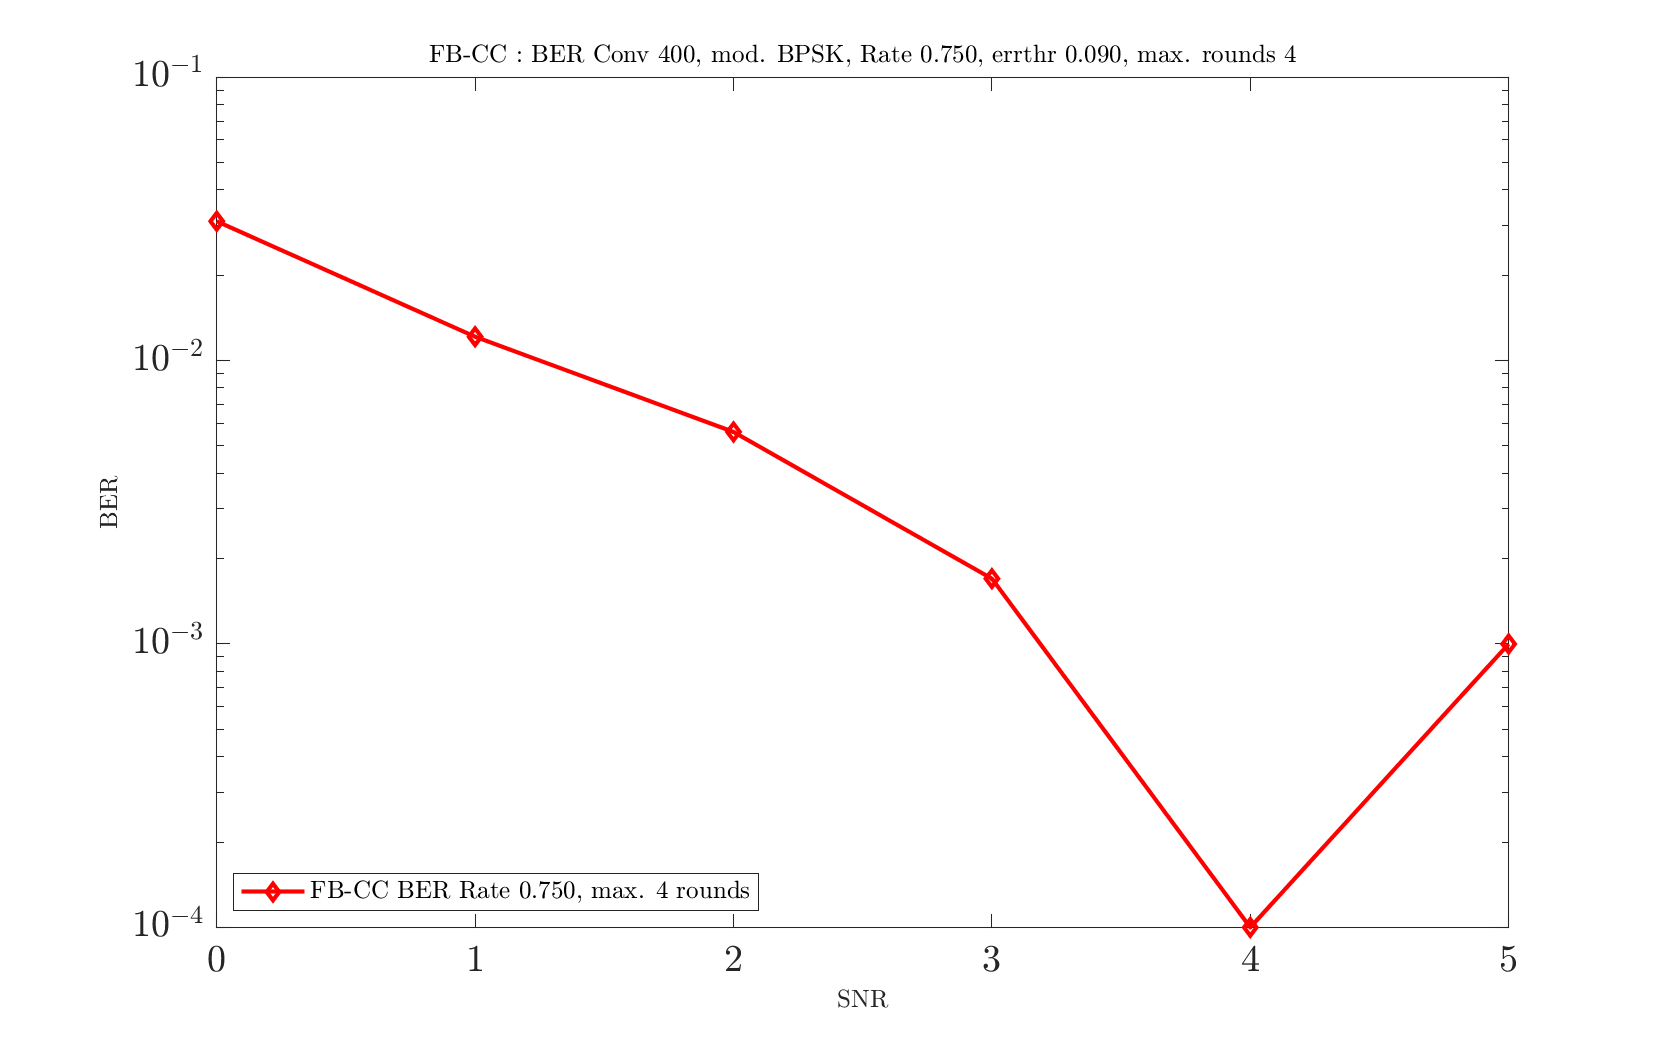 FB-CC : BER Conv 400, mod. BPSK, Rate 0.750, errthr 0.090, max. rounds 4
10⁻¹
10⁻²
10⁻³
10⁻⁴
BER
FB-CC BER Rate 0.750, max. 4 rounds
0 1 2 3 4 5
SNR